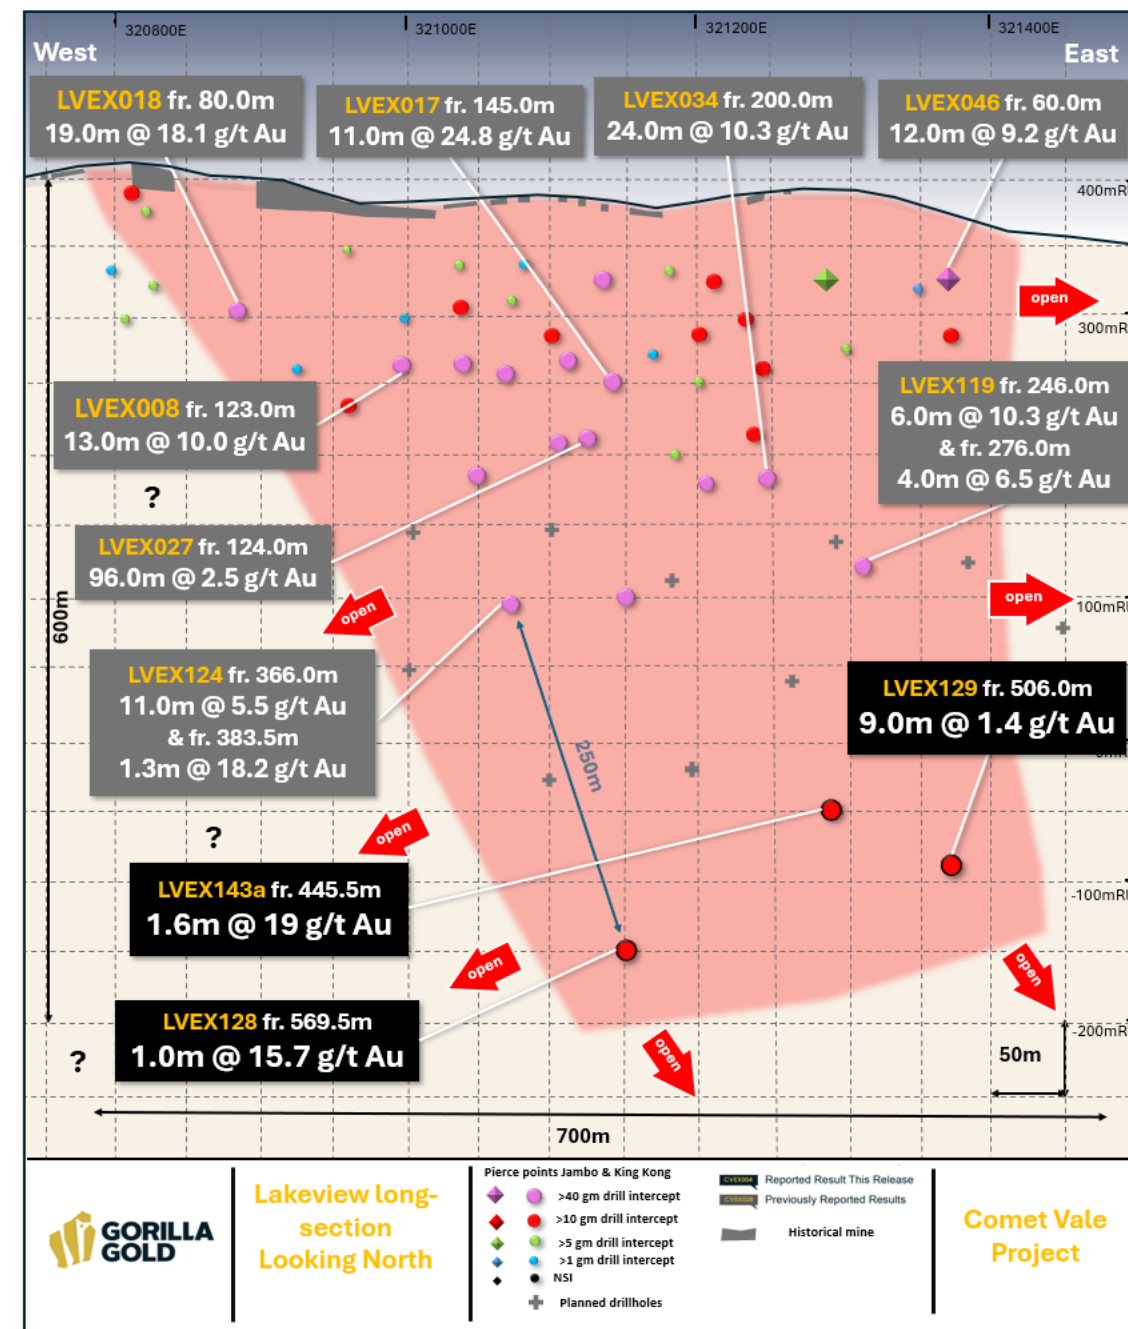 320800E
321000E
321200E
321400E
West
East
LVEX018 fr. 80.0m
19.0m @ 18.1 g/t Au
LVEX017 fr. 145.0m
11.0m @ 24.8 g/t Au
LVEX034 fr. 200.0m
24.0m @ 10.3 g/t Au
LVEX046 fr. 60.0m
12.0m @ 9.2 g/t Au
400mR
open
300mR
LVEX119 fr. 246.0m
6.0m @ 10.3 g/t Au
& fr. 276.0m
4.0m @ 6.5 g/t Au
LVEX008 fr. 123.0m
13.0m @ 10.0 g/t Au
?
LVEX027 fr. 124.0m
96.0m @ 2.5 g/t Au
600m
open
open
100mRl
LVEX124 fr. 366.0m
11.0m @ 5.5 g/t Au
& fr. 383.5m
1.3m @ 18.2 g/t Au
LVEX129 fr. 506.0m
9.0m @ 1.4 g/t Au
250m
?
open
LVEX143a fr. 445.5m
1.6m @ 19 g/t Au
-100mRl
open
open
LVEX128 fr. 569.5m
1.0m @ 15.7 g/t Au
?
open
-200mR
50m
700m
GORILLA
GOLD
Lakeview long-
section
Looking North
Pierce points Jambo & King Kong
>40 gm drill intercept
>10 gm drill intercept
>5 gm drill intercept
>1 gm drill intercept
NSI
Planned drillholes
Reported Result This Release
Previously Reported Results
Historical mine
Comet Vale
Project